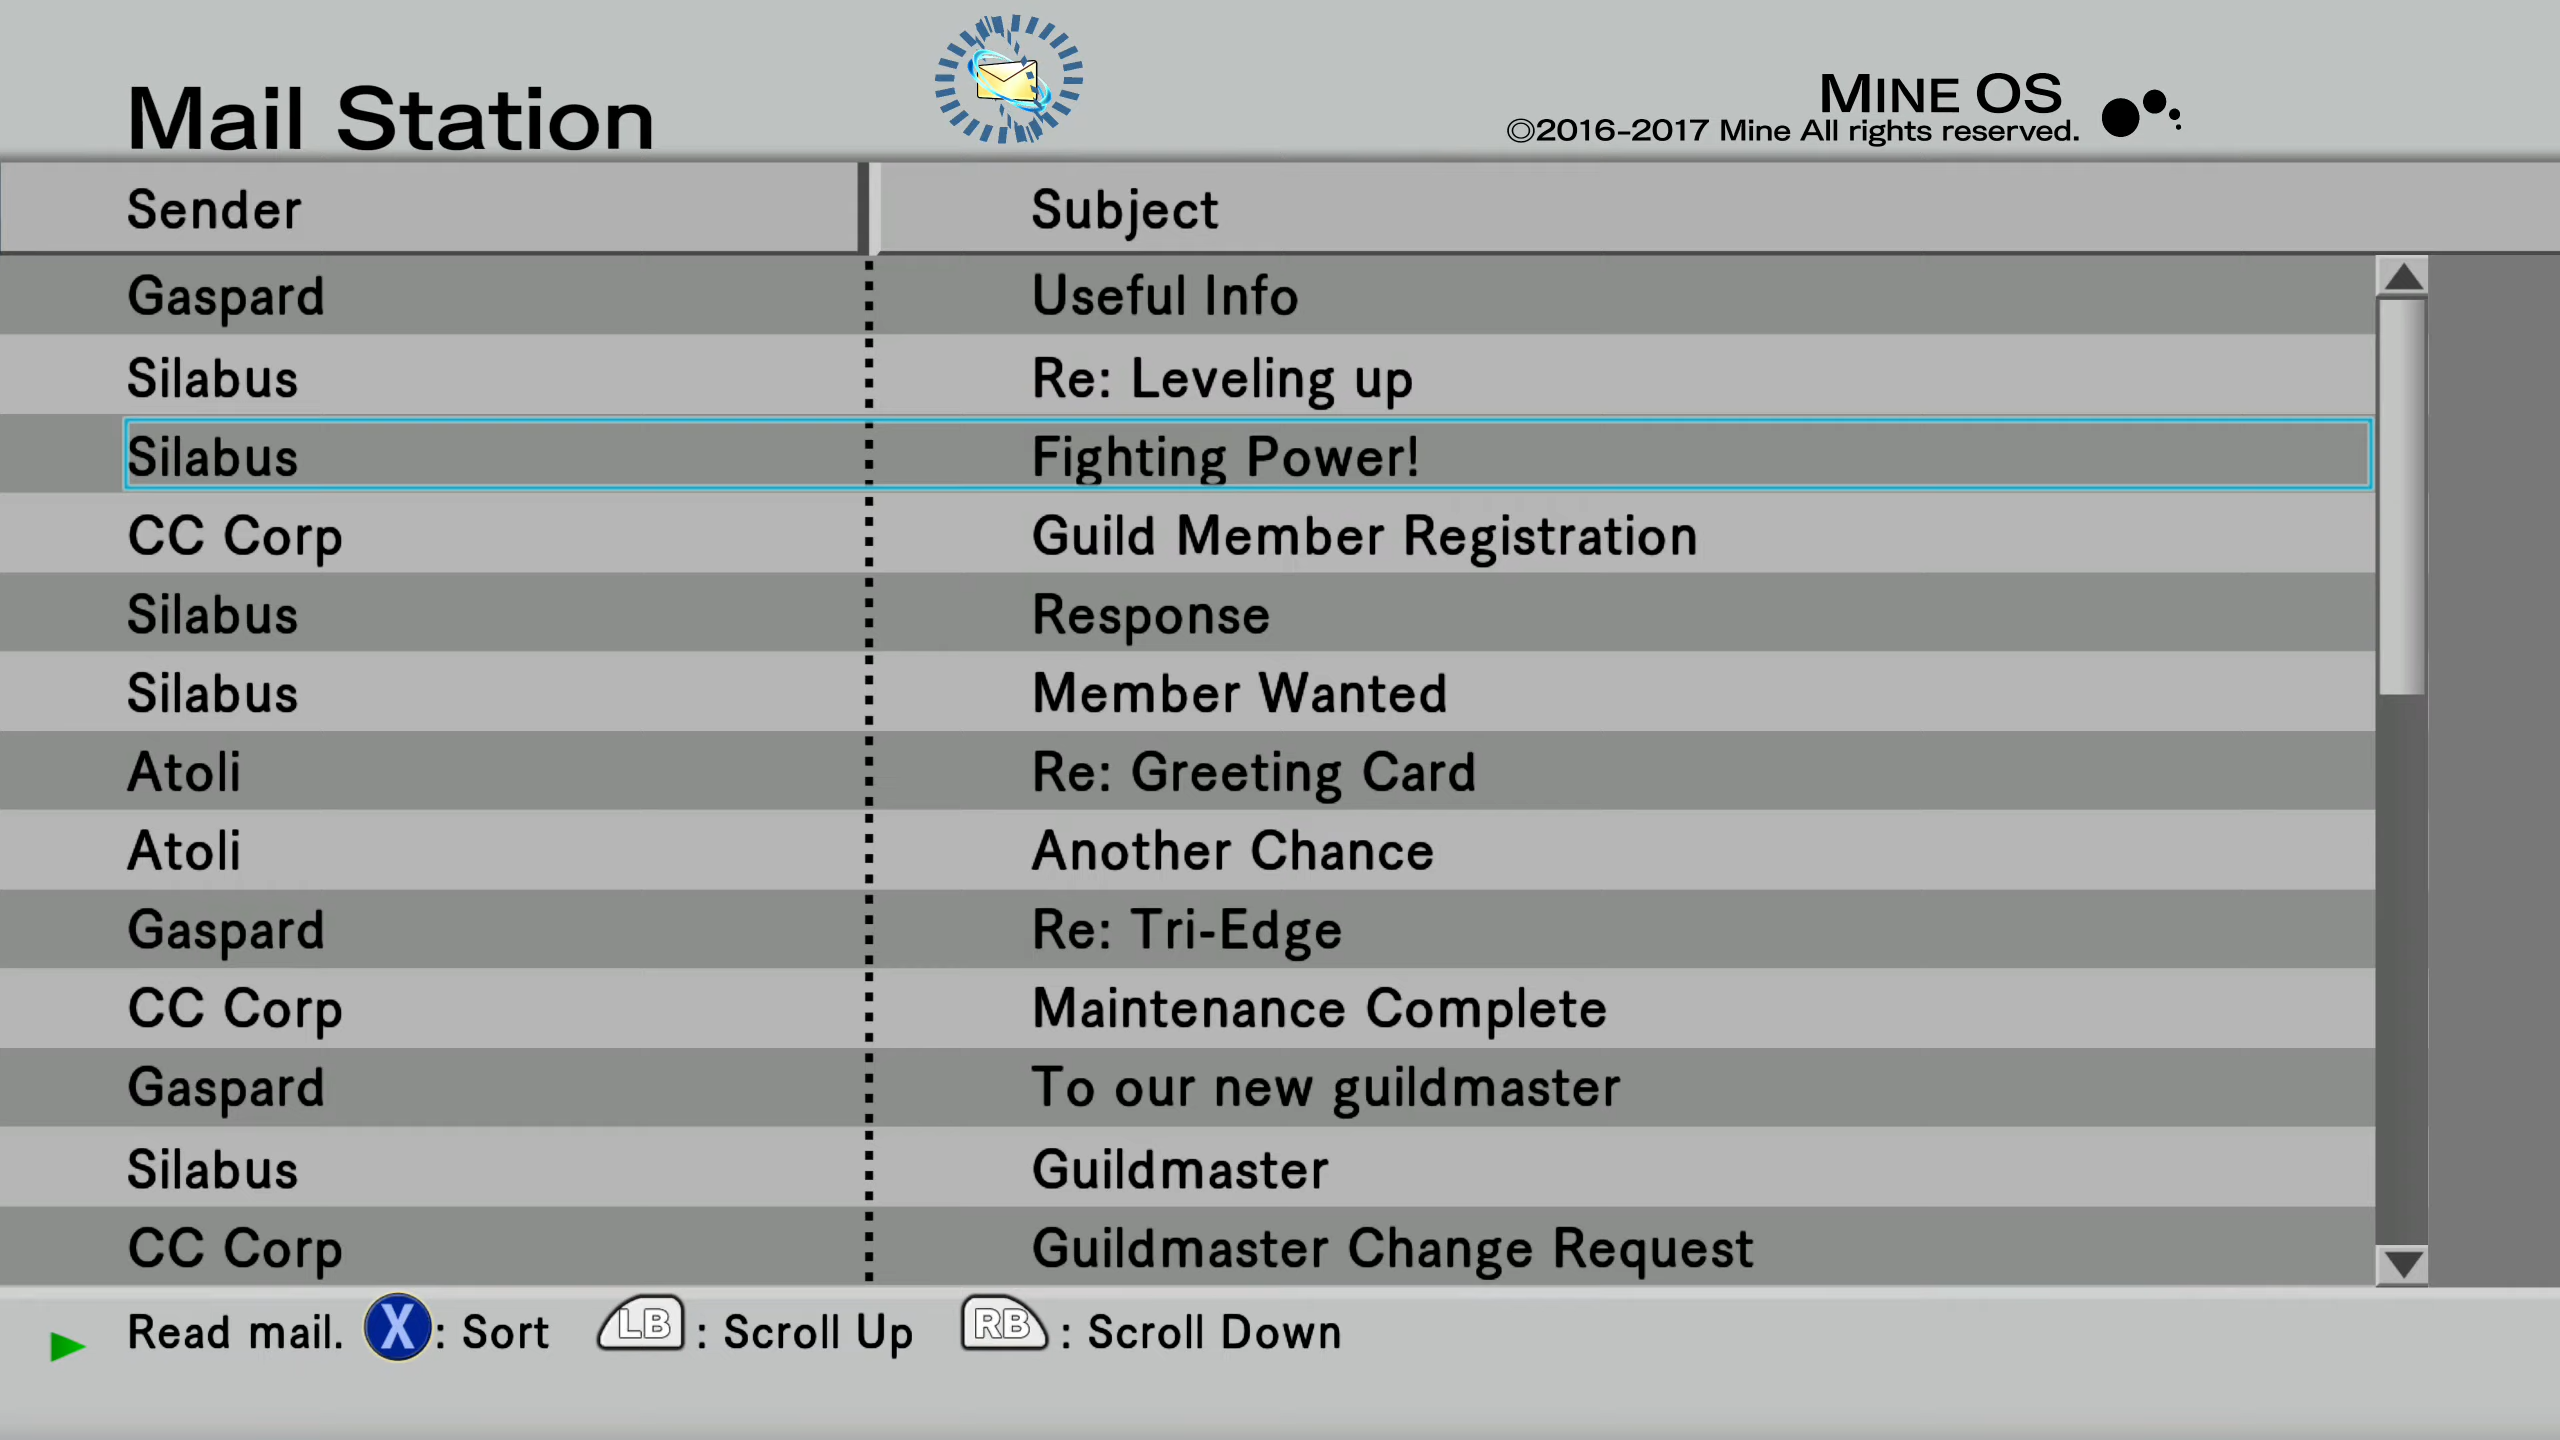 Mail Station
MINE OS
©2016-2017 Mine All rights reserved.
Sender Subject
Gaspard Useful Info
Silabus Re: Leveling up
Silabus Fighting Power!
CC Corp Guild Member Registration
Silabus Response
Silabus Member Wanted
Atoli Re: Greeting Card
Atoli Another Chance
Gaspard Re: Tri-Edge
CC Corp Maintenance Complete
Gaspard To our new guildmaster
Silabus Guildmaster
CC Corp Guildmaster Change Request
Read mail. X: Sort LB: Scroll Up RB: Scroll Down